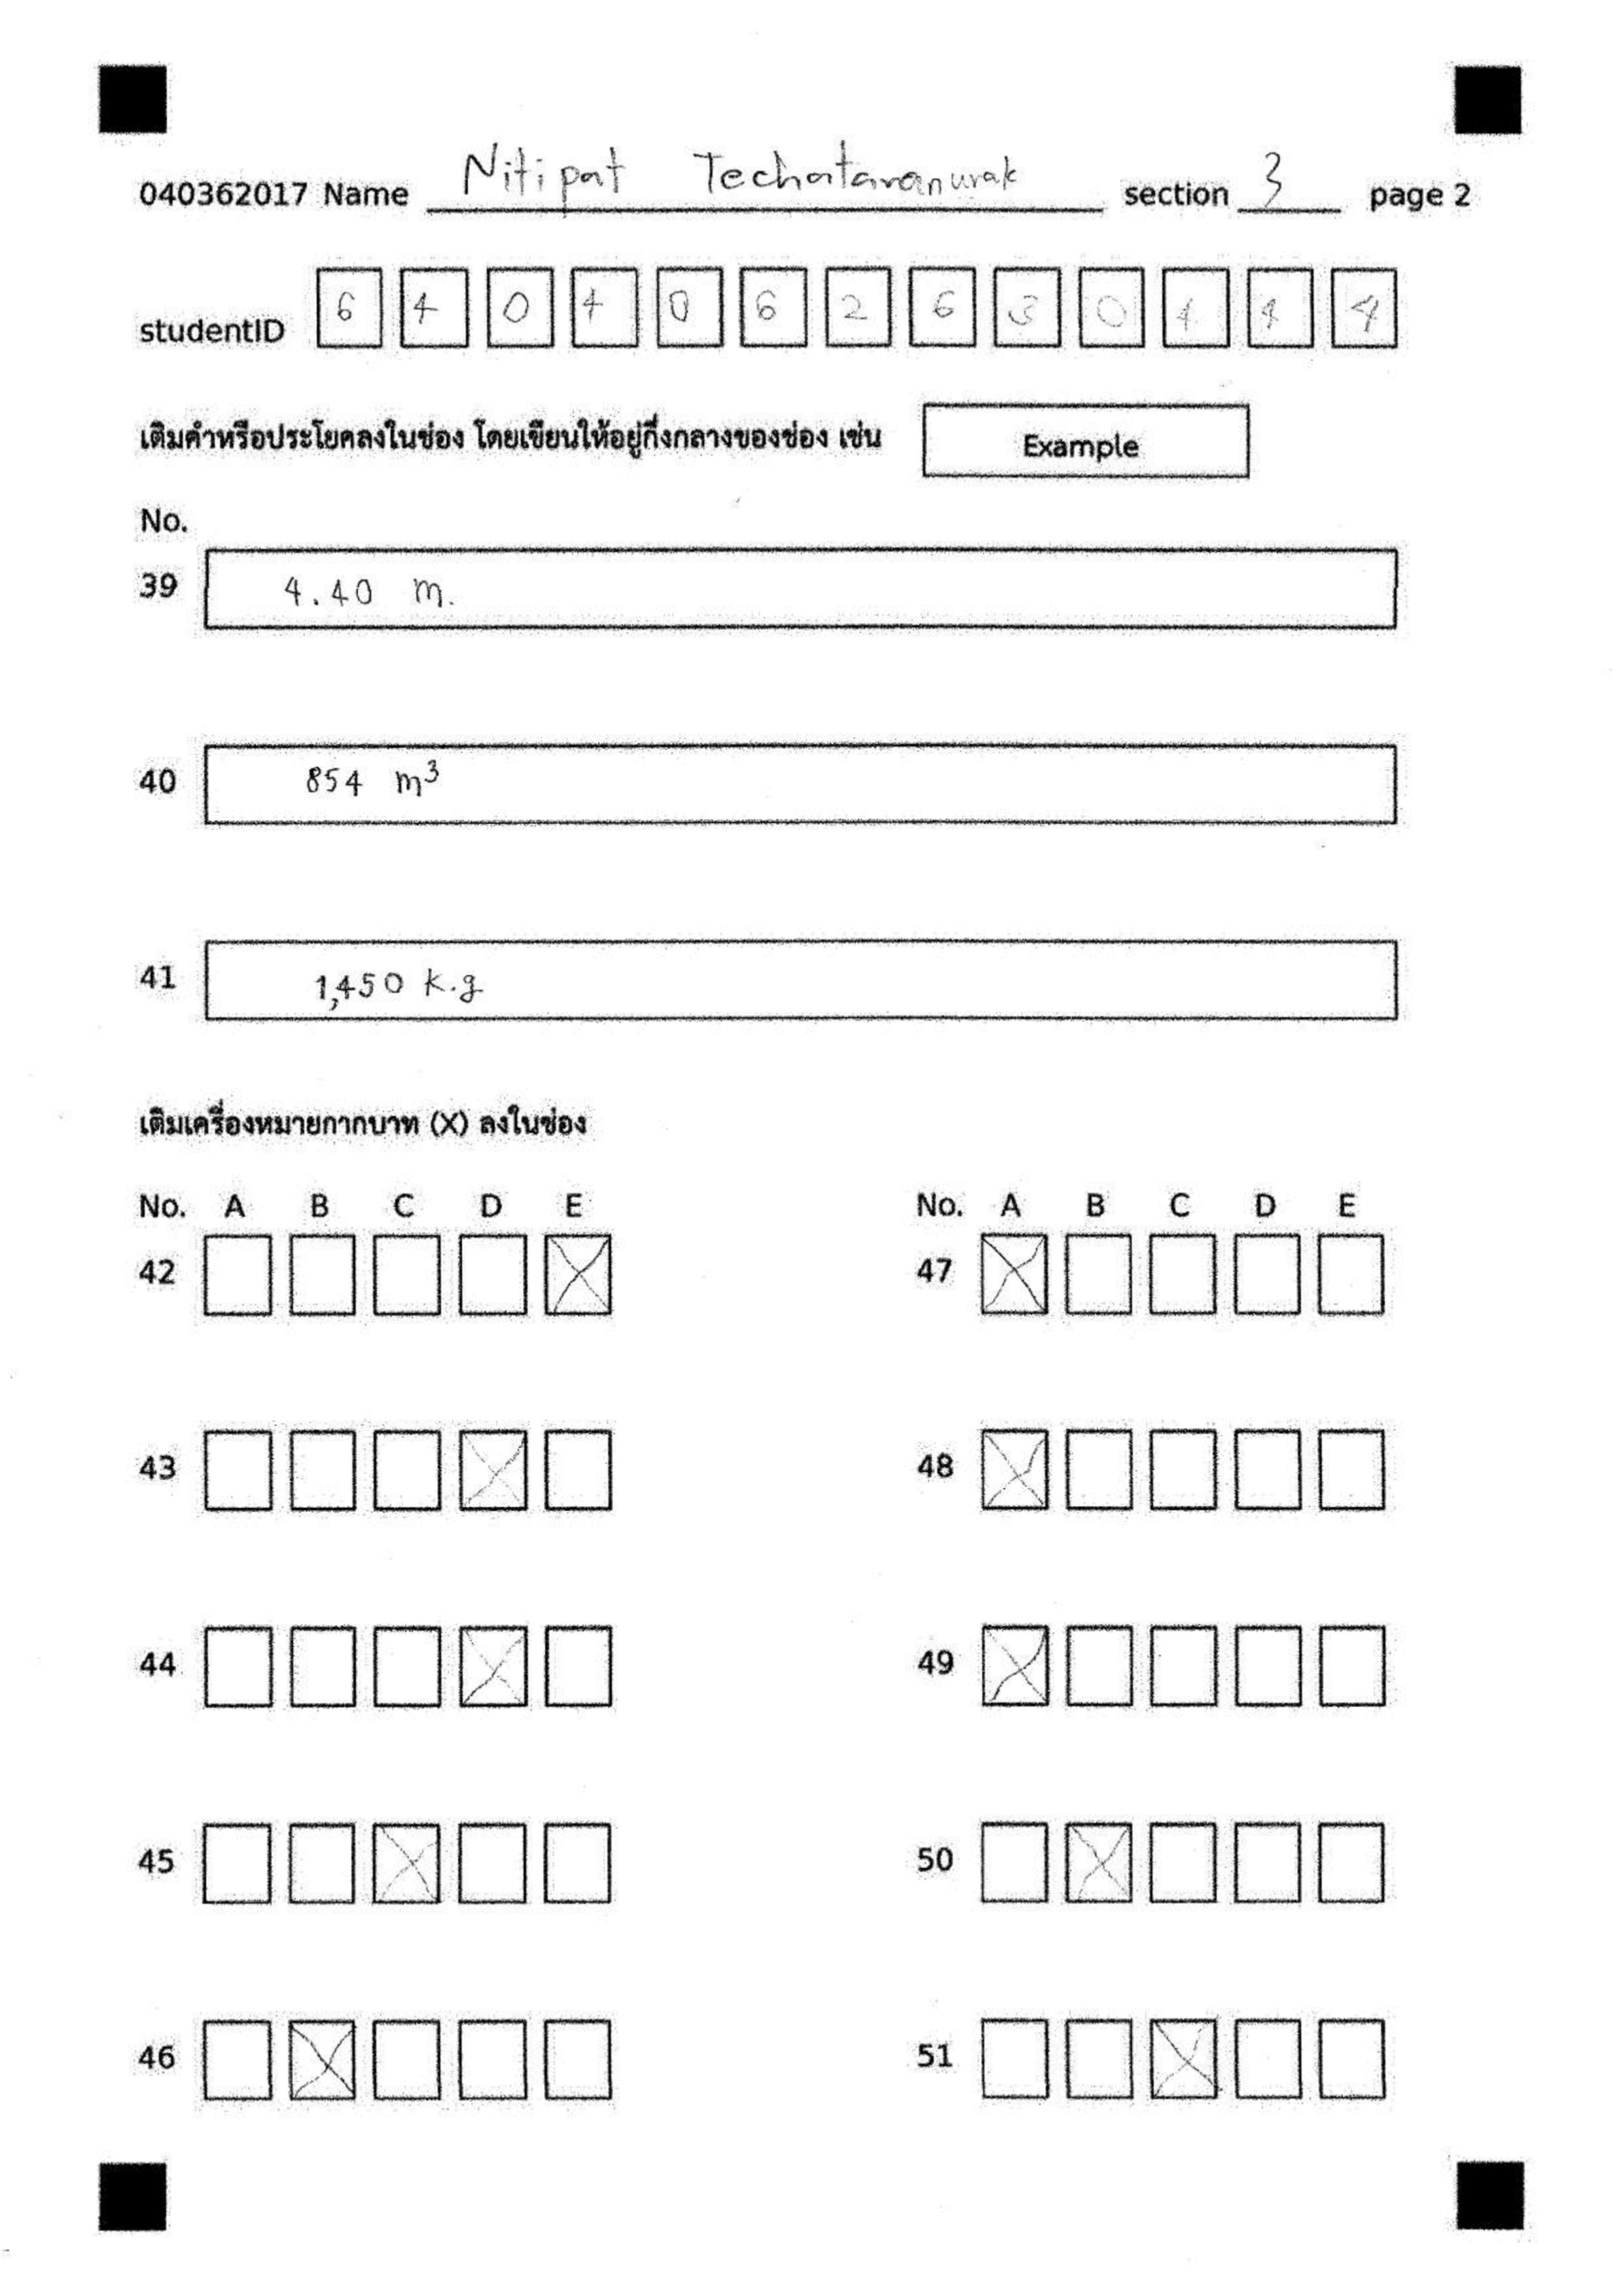 040362017 Name Nitipat Techataranurak section 3 page 2
studentID 6 4 0 4 0 6 2 6 3 0 4 4 4
เติมคำหรือประโยคลงในช่อง โดยเขียนให้อยู่กึ่งกลางของช่อง เช่น Example
No.
39 4.40 m.
40 854 m³
41 1,450 k.g
เติมเครื่องหมายกากบาท (X) ลงในช่อง
No. A B C D E No. A B C D E
42 47
43 48
44 49
45 50
46 51